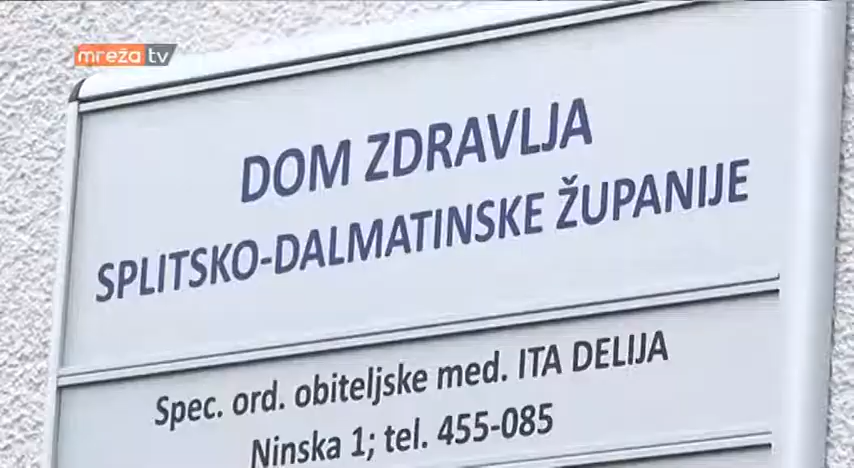 mreža tv
DOM ZDRAVLJA
SPLITSKO-DALMATINSKE ŽUPANIJE
Spec. ord. obiteljske med. ITA DELIJA
Ninska 1; tel. 455-085